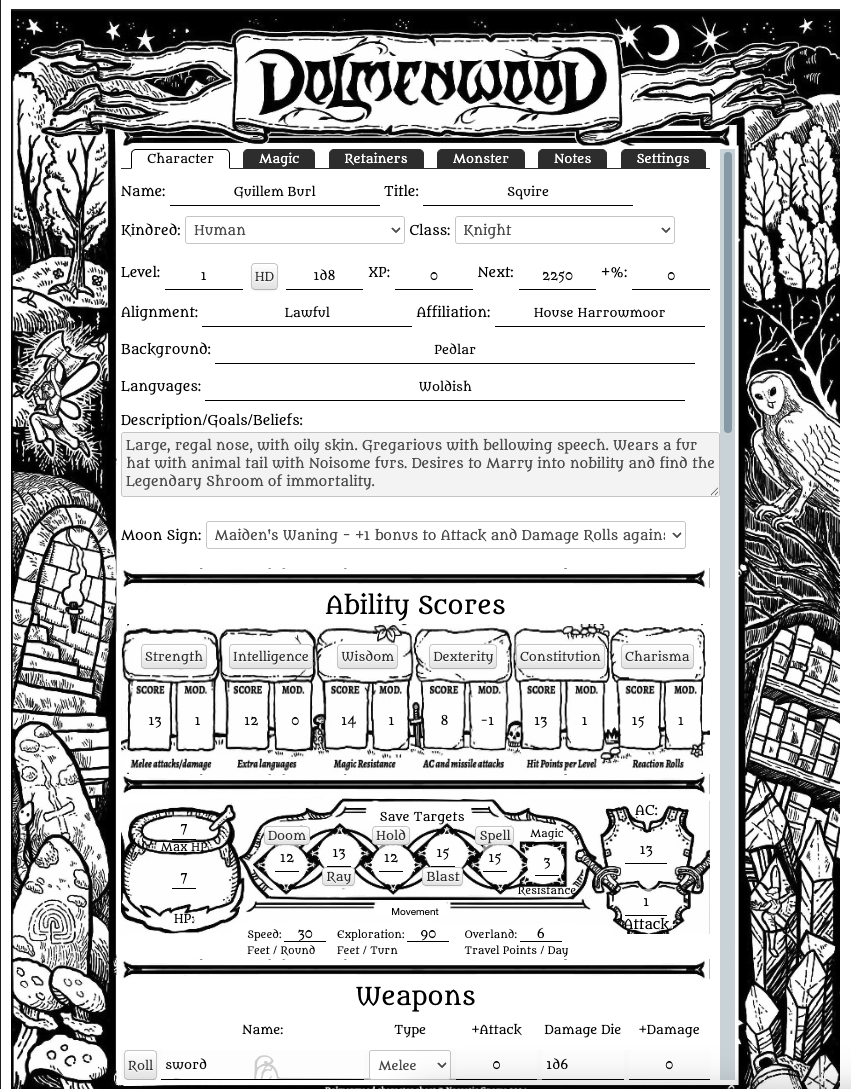 DOLMENWOOD
Character Magic Retainers Monster Notes Settings
Name: Guillem Burl Title: Squire
Kindred: Human Class: Knight
Level: 1 HD 1d8 XP: 0 Next: 2250 +%: 0
Alignment: Lawful Affiliation: House Harrowmoor
Background: Pedlar
Languages: Woldish
Description/Goals/Beliefs:
Large, regal nose, with oily skin. Gregarious with bellowing speech. Wears a fur
hat with animal tail with Noisome furs. Desires to Marry into nobility and find the
Legendary Shroom of immortality.
Moon Sign: Maiden's Waning - +1 bonus to Attack and Damage Rolls again
Ability Scores
Strength Intelligence Wisdom Dexterity Constitution Charisma
SCORE MOD. SCORE MOD. SCORE MOD. SCORE MOD. SCORE MOD. SCORE MOD.
13 1 12 0 14 1 8 -1 13 1 15 1
Melee attacks/damage Extra languages Magic Resistance AC and missile attacks Hit Points per Level Reaction Rolls
7
Max HP:
7
HP:
Save Targets
Doom Hold Spell Magic
12 13 12 15 15 3
Ray Blast Resistance
AC:
13
1
Attack
Movement
Speed: 30 Exploration: 90 Overland: 6
Feet / Round Feet / Turn Travel Points / Day
Weapons
Name: Type +Attack Damage Die +Damage
Roll sword Melee 0 1d6 0